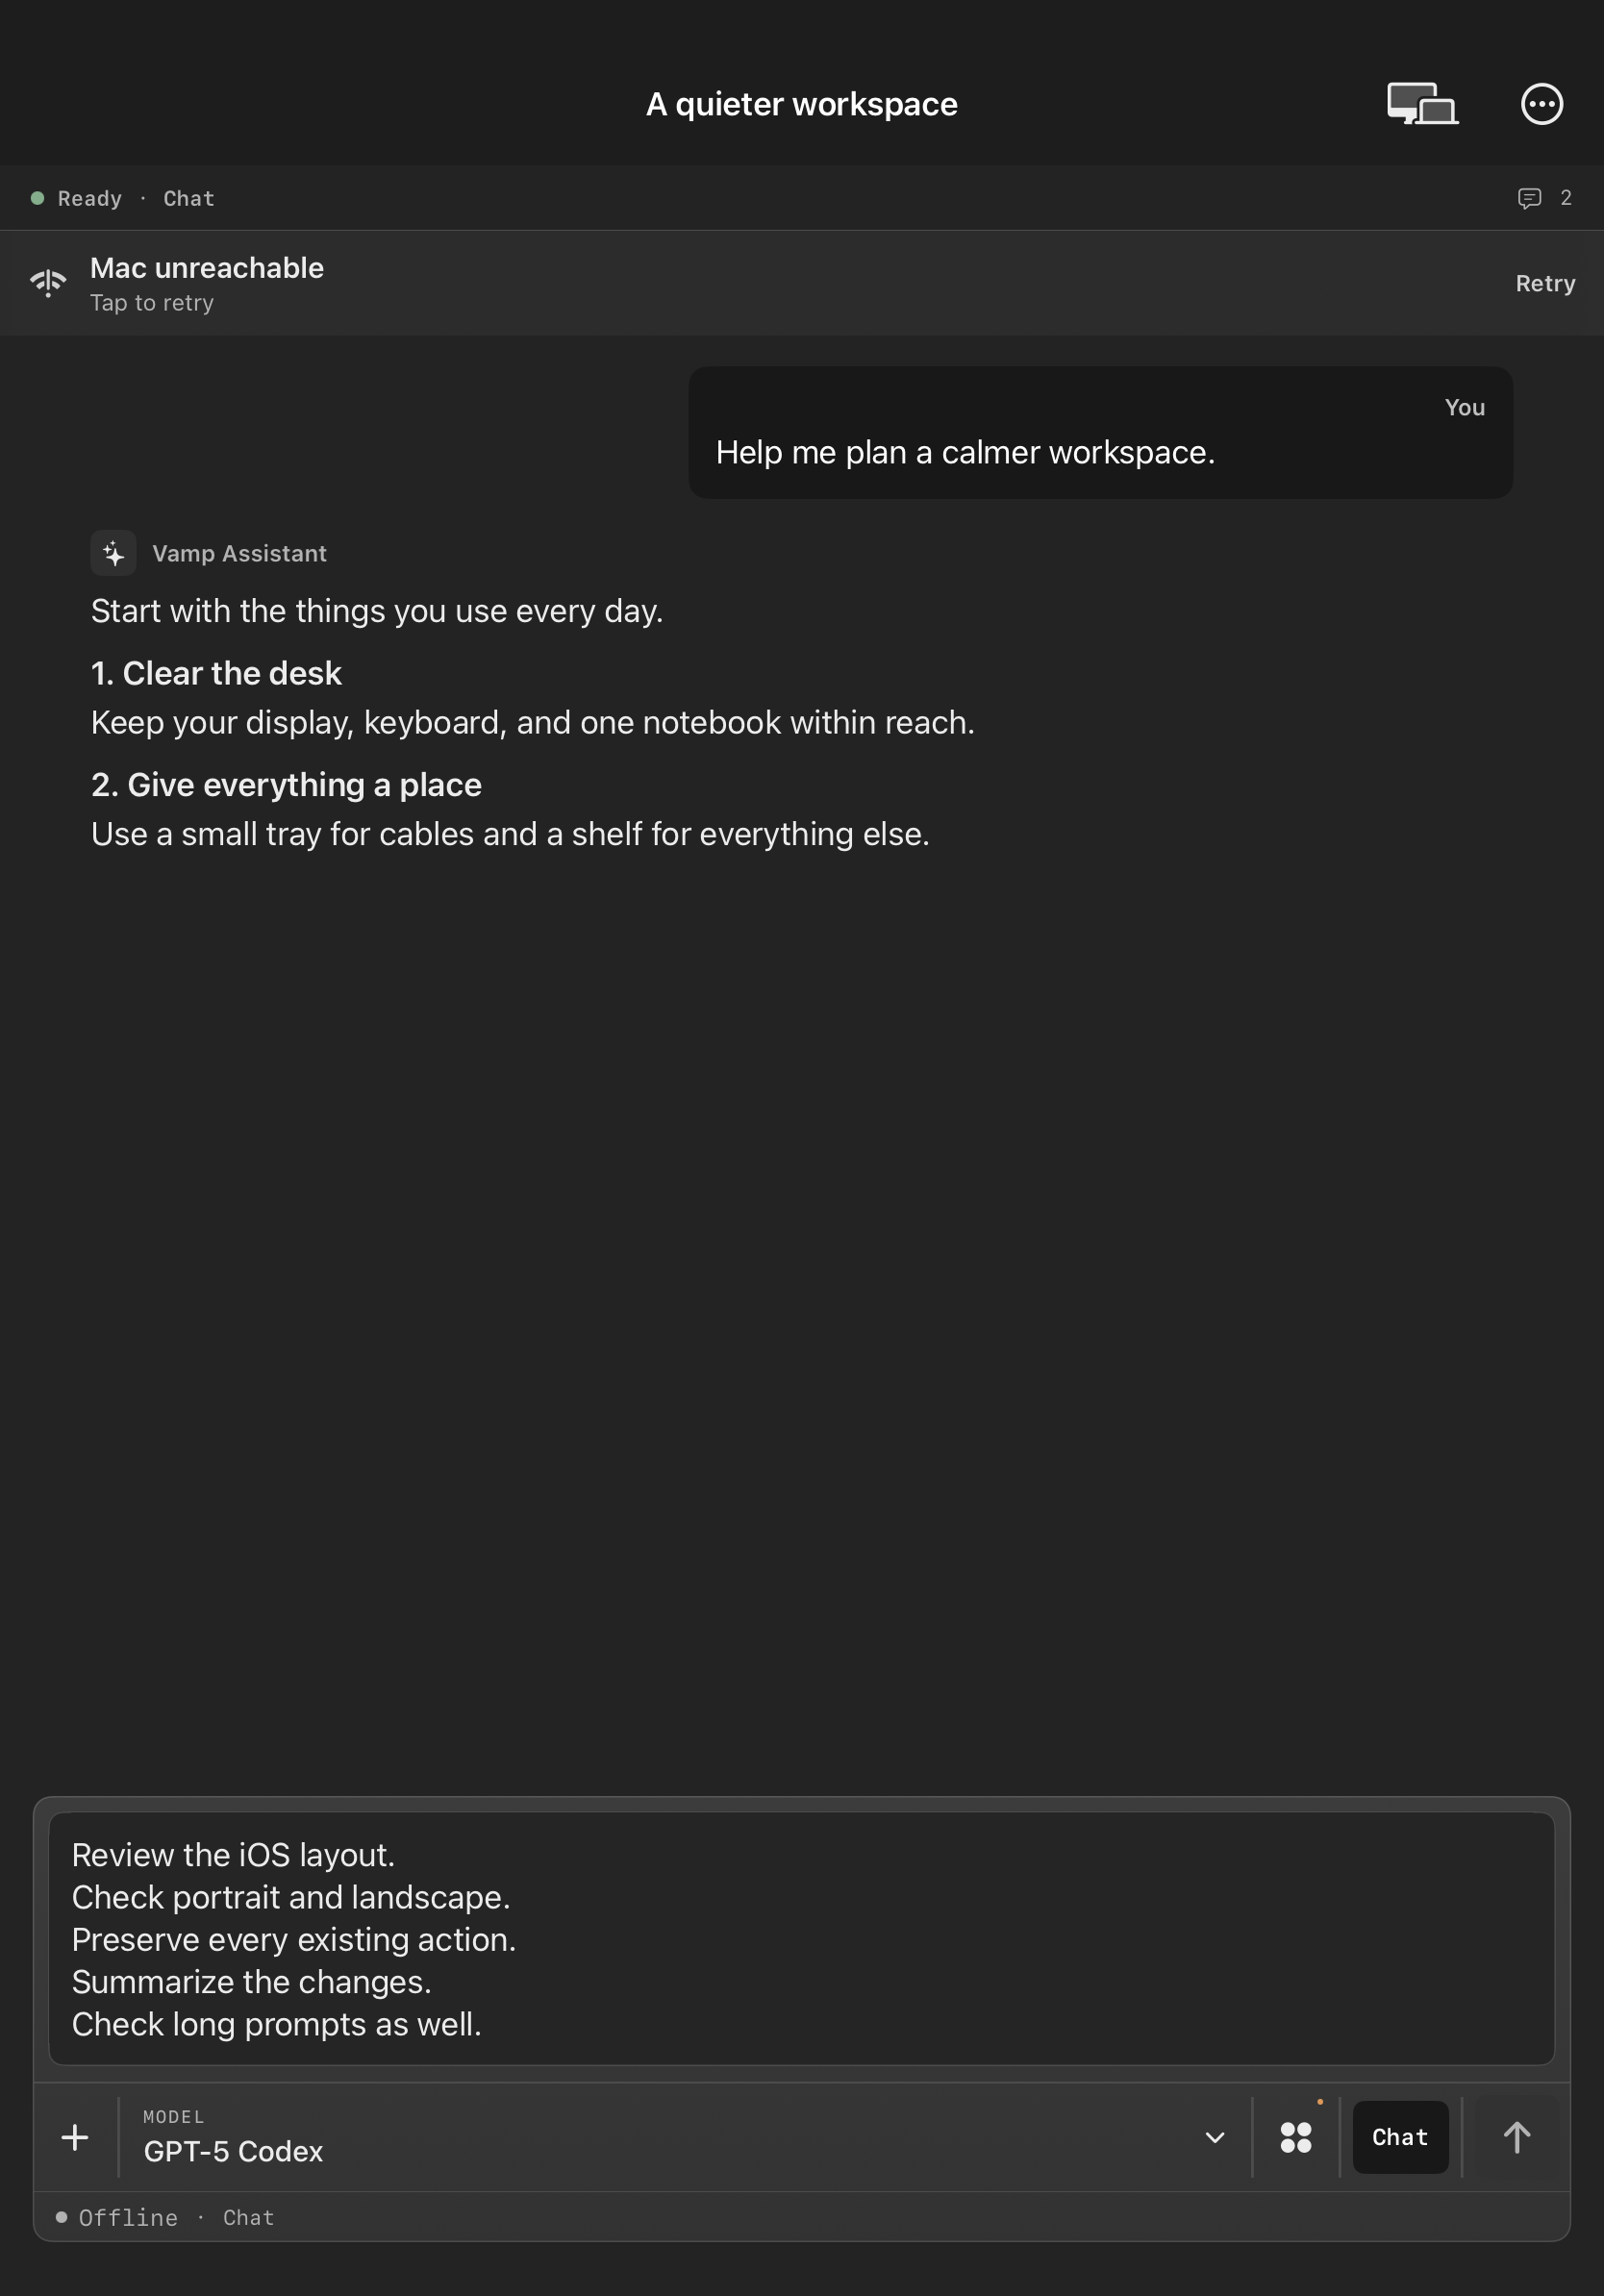 A quieter workspace
Ready · Chat
2
Mac unreachable
Tap to retry
Retry
You
Help me plan a calmer workspace.
Vamp Assistant
Start with the things you use every day.
1. Clear the desk
Keep your display, keyboard, and one notebook within reach.
2. Give everything a place
Use a small tray for cables and a shelf for everything else.
Review the iOS layout.
Check portrait and landscape.
Preserve every existing action.
Summarize the changes.
Check long prompts as well.
MODEL
GPT-5 Codex
Chat
Offline · Chat